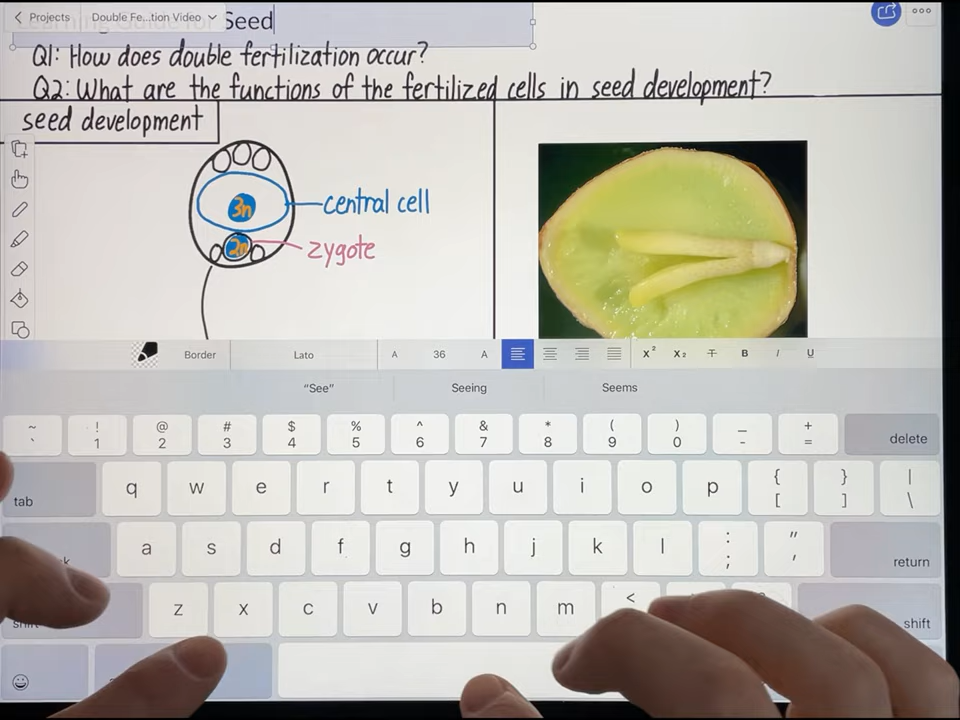 Projects
Double Fe...tion Video
Seed
Q1: How does double fertilization occur?
Q2: What are the functions of the fertilized cells in seed development?
seed development
3n
central cell
2n
zygote
Border
Lato
A
36
A
X²
X₂
T
B
I
U
"See"
Seeing
Seems
~ ! @ # $ % ^ & * ( ) _ +
` 1 2 3 4 5 6 7 8 9 0 - = delete
tab q w e r t y u i o p { [ } ] | \
a s d f g h j k l : ; " ' return
z x c v b n m < shift